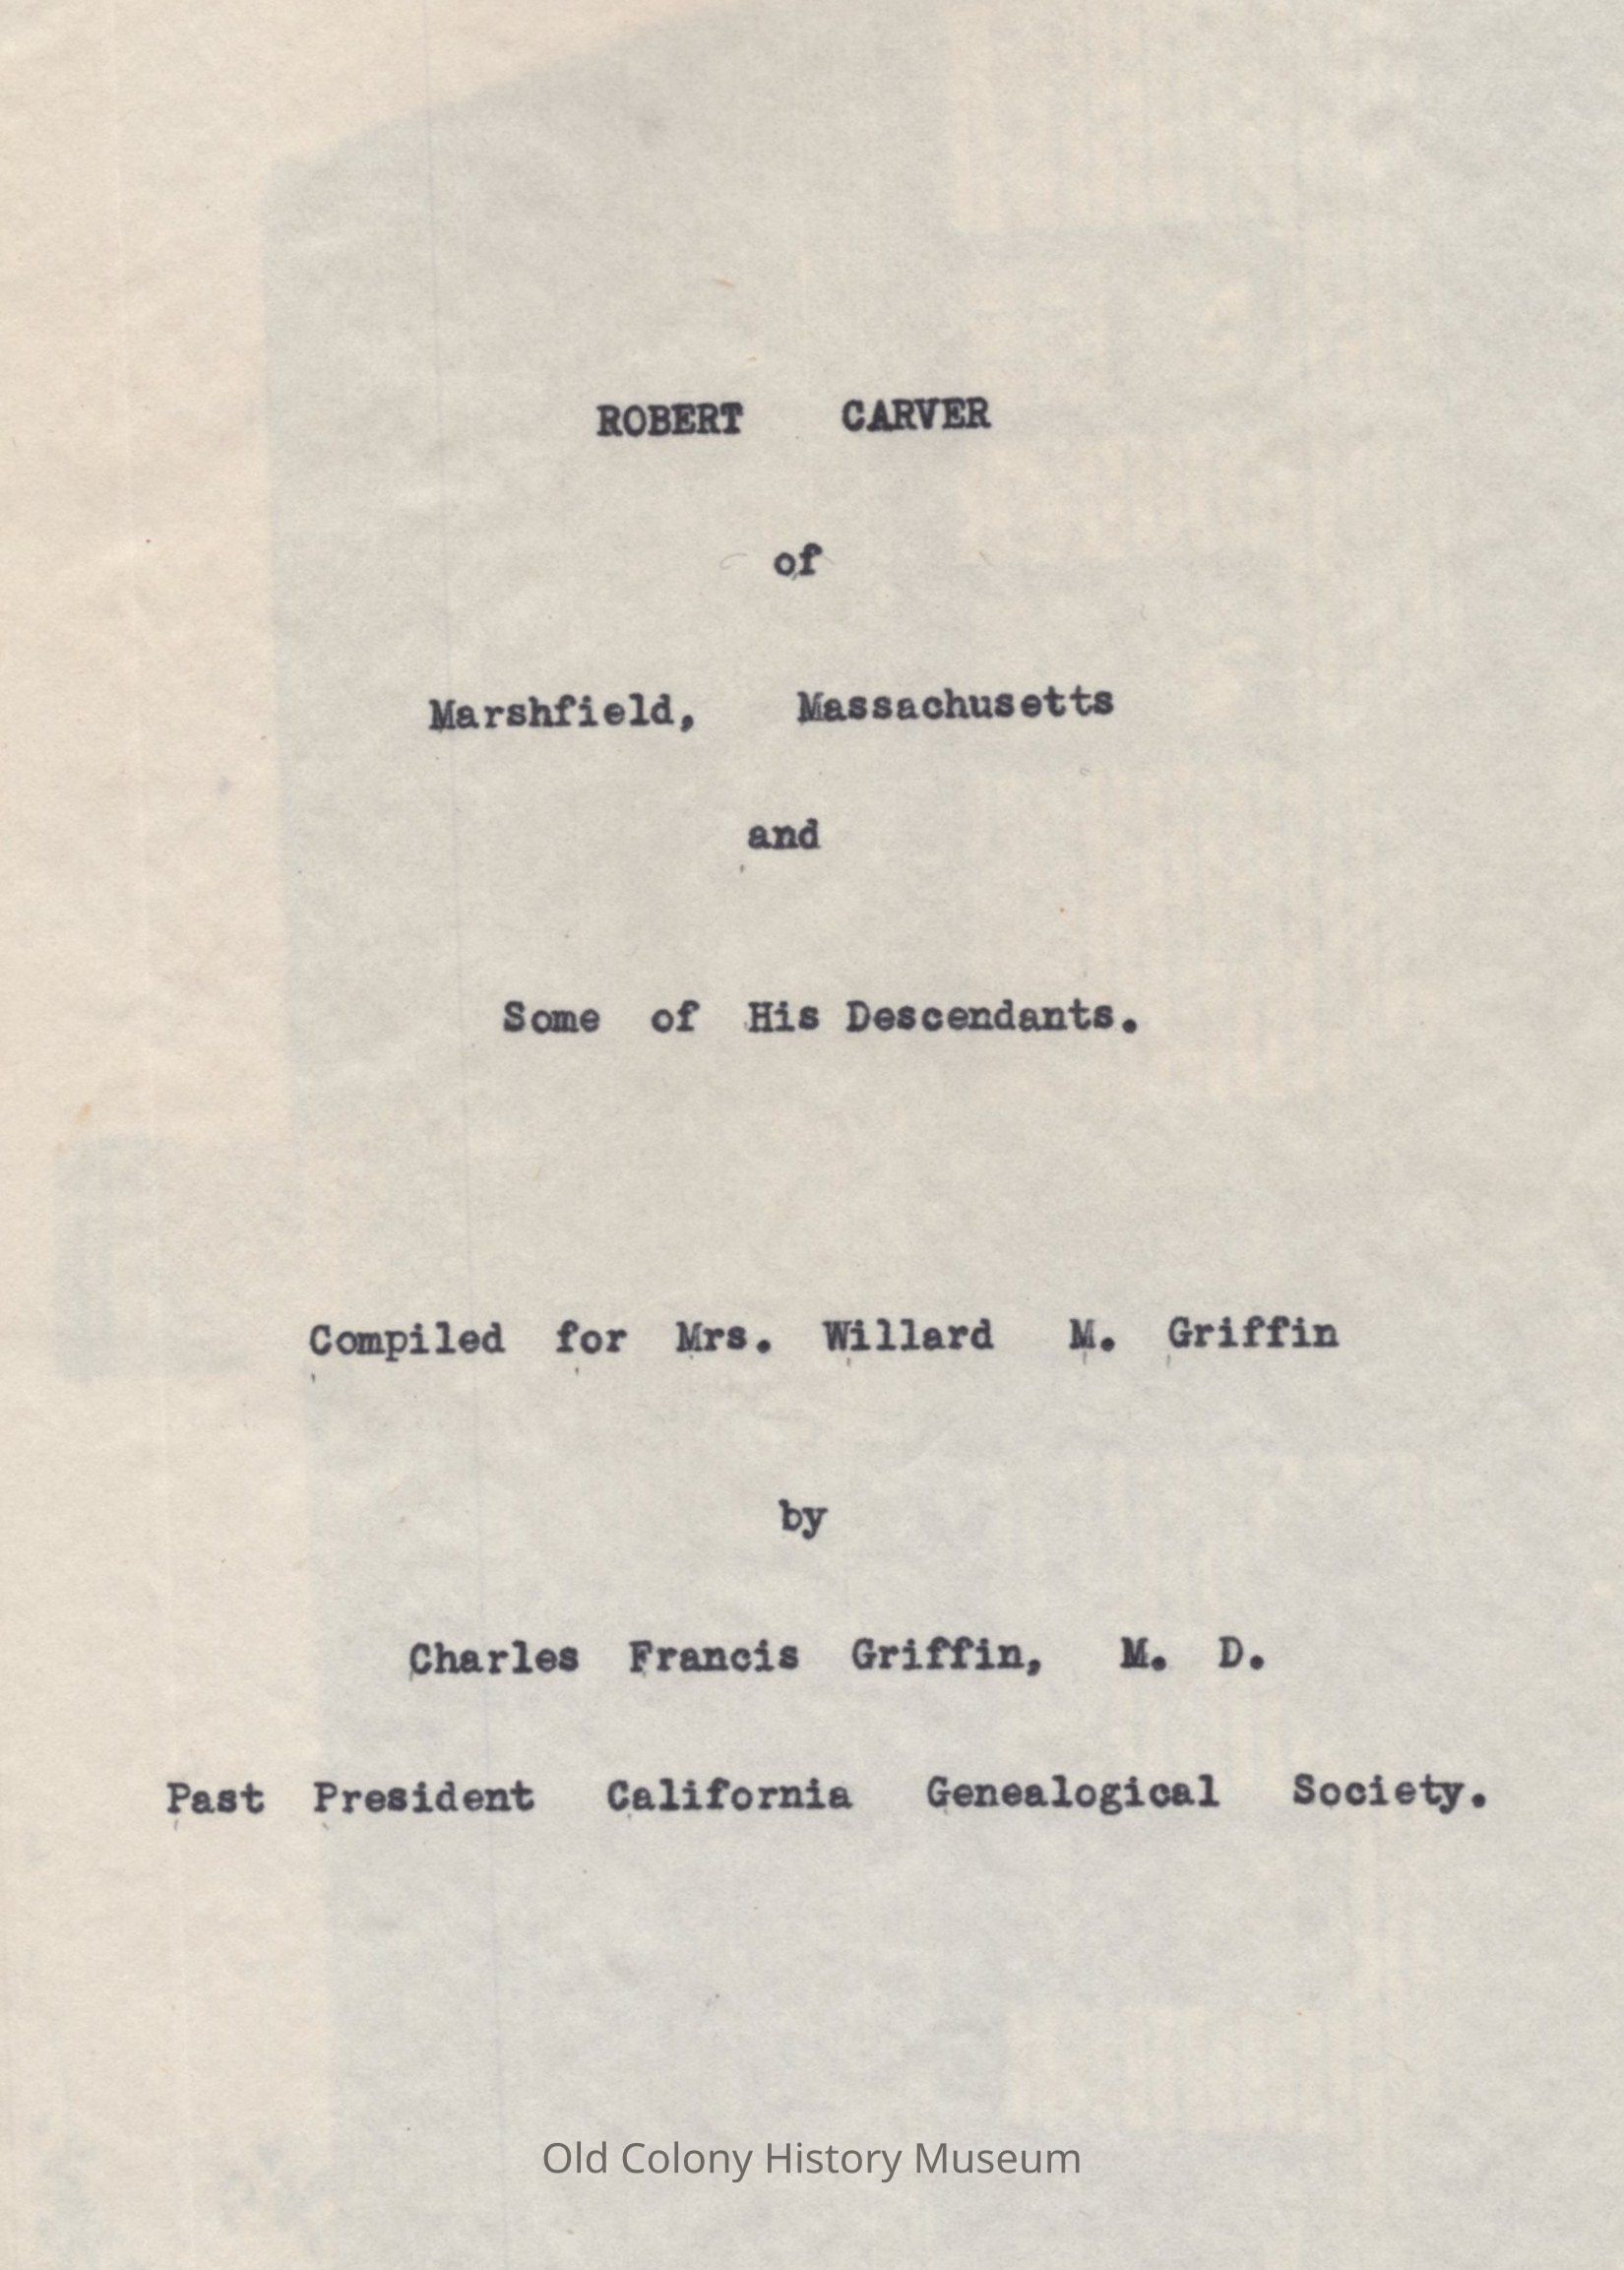 ROBERT CARVER
of
Marshfield, Massachusetts
and
Some of His Descendants.
Compiled for Mrs. Willard M. Griffin
by
Charles Francis Griffin, M. D.
Past President California Genealogical Society.
Old Colony History Museum